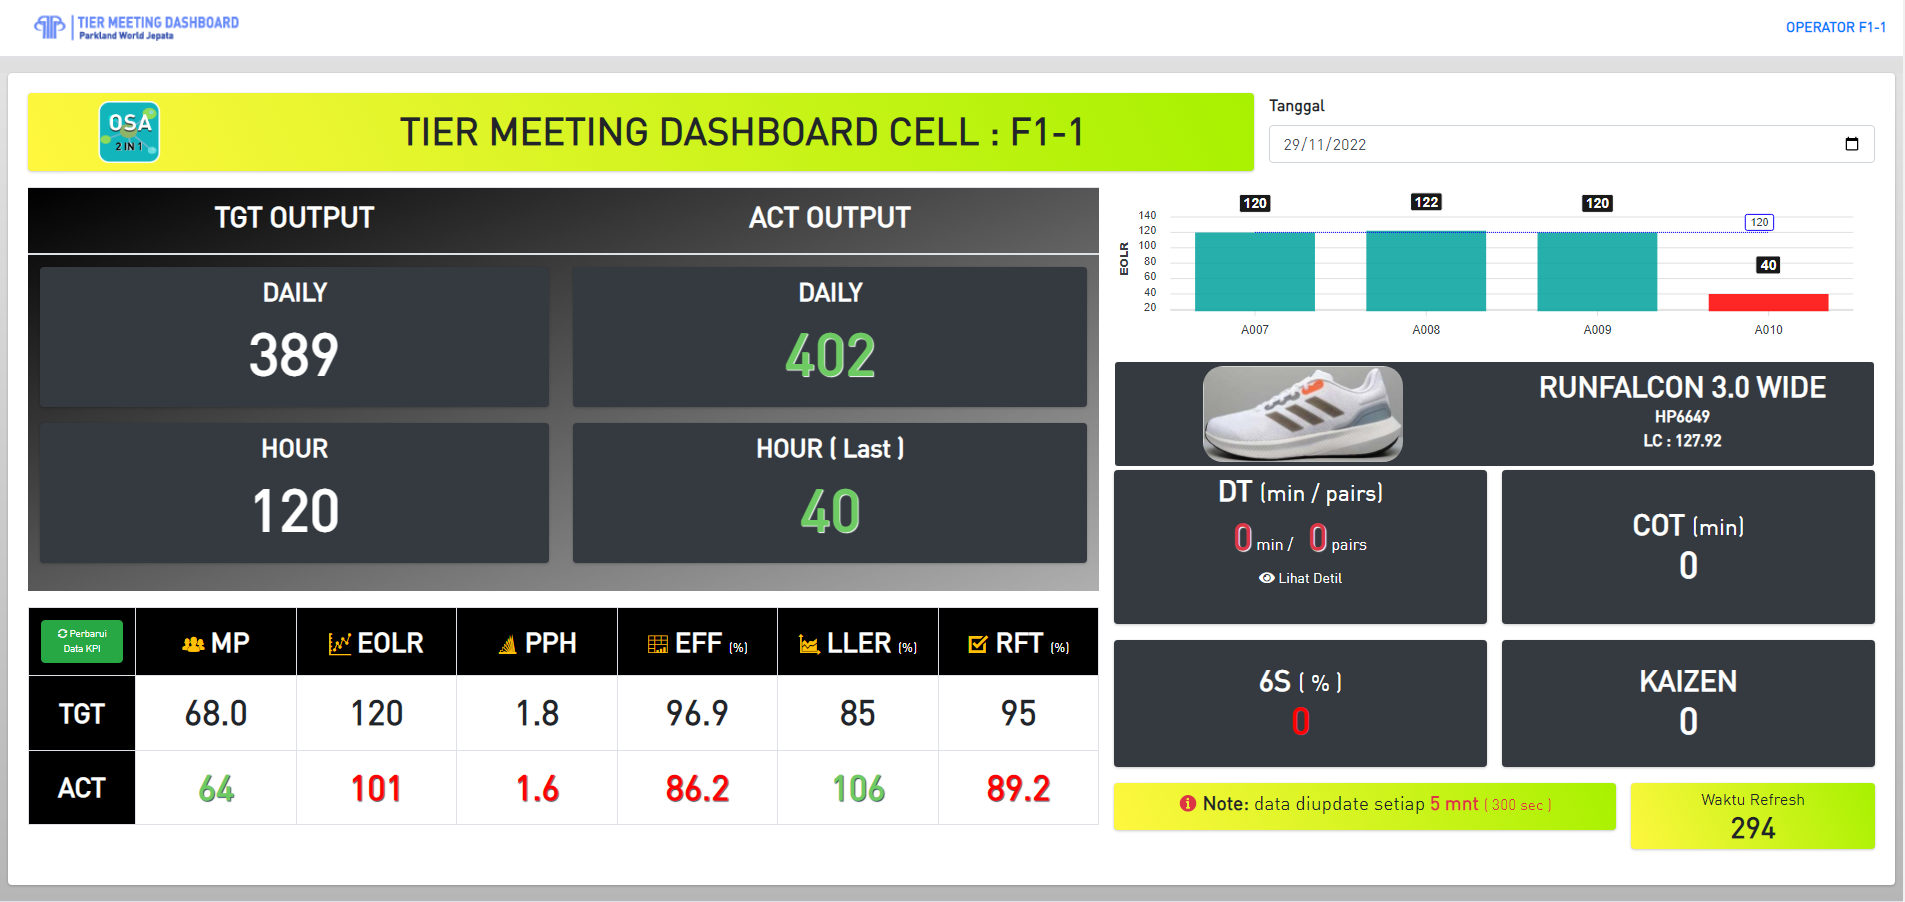 TIER MEETING DASHBOARD
Parkland World Jepata
OPERATOR F1-1
OSA
2 IN 1
TIER MEETING DASHBOARD CELL : F1-1
Tanggal
29/11/2022
TGT OUTPUT
ACT OUTPUT
DAILY
389
DAILY
402
HOUR
120
HOUR ( Last )
40
120
122
120
120
40
EOLR
140
120
100
80
60
40
20
A007
A008
A009
A010
RUNFALCON 3.0 WIDE
HP6649
LC : 127.92
DT (min / pairs)
0 min / 0 pairs
Lihat Detil
COT (min)
0
6S ( % )
0
KAIZEN
0
Perbarui
Data KPI
MP
EOLR
PPH
EFF (%)
LLER (%)
RFT (%)
TGT
68.0
120
1.8
96.9
85
95
ACT
64
101
1.6
86.2
106
89.2
Note: data diupdate setiap 5 mnt ( 300 sec )
Waktu Refresh
294